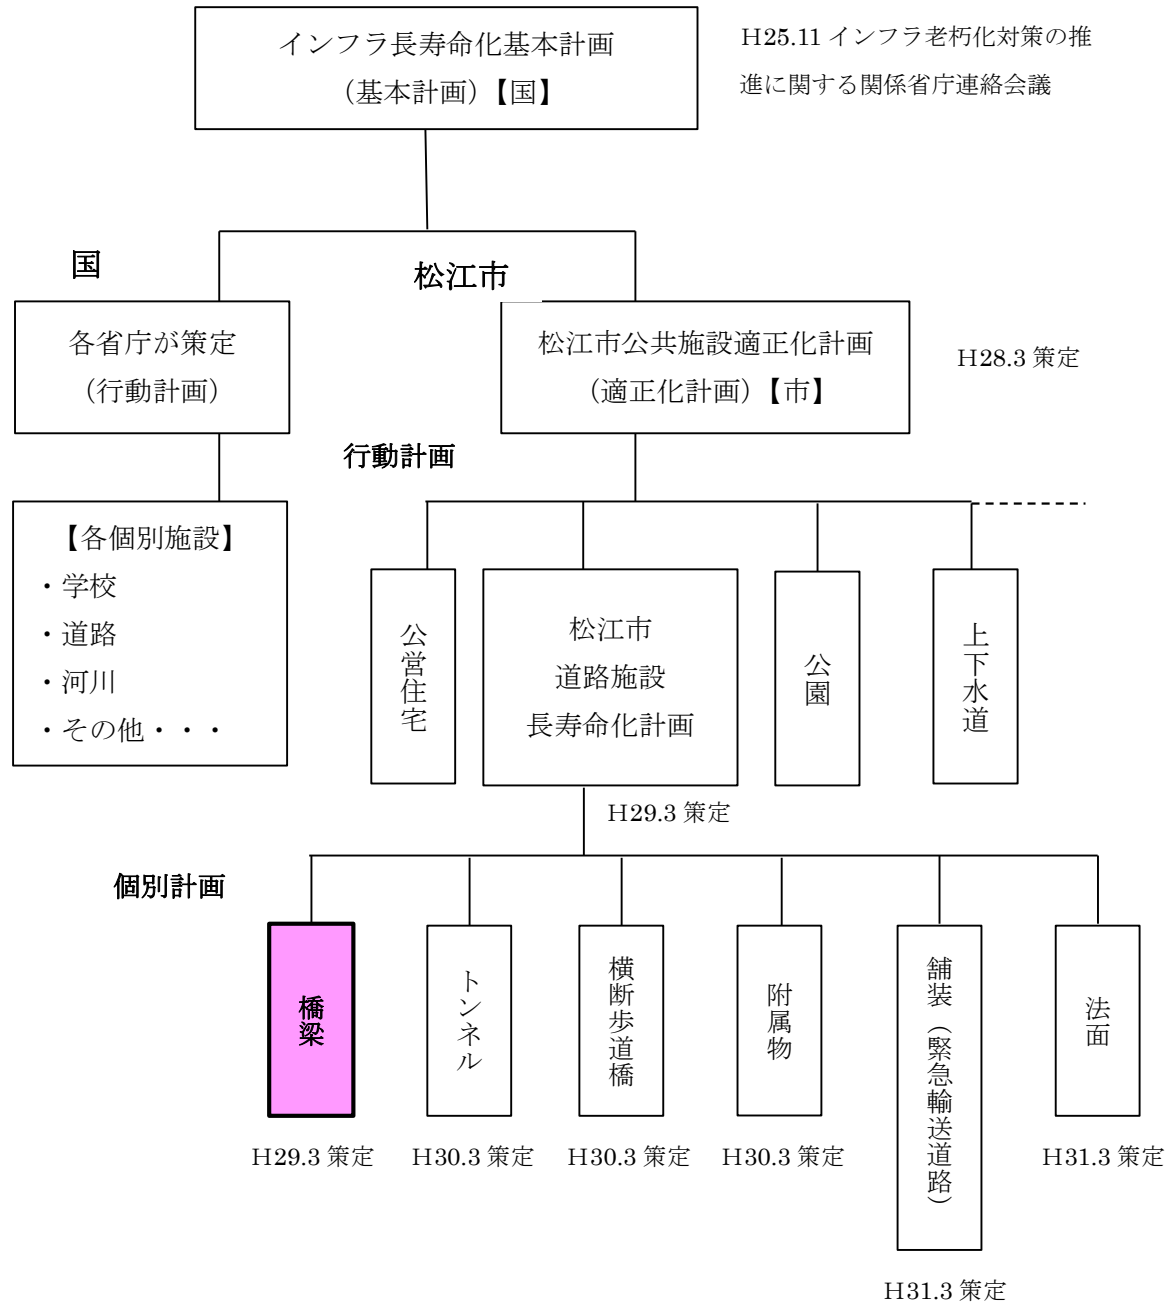 インフラ長寿命化基本計画
（基本計画）【国】
H25.11 インフラ老朽化対策の推
進に関する関係省庁連絡会議
国
松江市
各省庁が策定
（行動計画）
松江市公共施設適正化計画
（適正化計画）【市】
H28.3 策定
行動計画
【各個別施設】
・学校
・道路
・河川
・その他・・・
公営住宅
松江市
道路施設
長寿命化計画
公園
上下水道
H29.3 策定
個別計画
橋梁
トンネル
横断歩道橋
附属物
舗装（緊急輸送道路）
法面
H29.3 策定
H30.3 策定
H30.3 策定
H30.3 策定
H31.3 策定
H31.3 策定